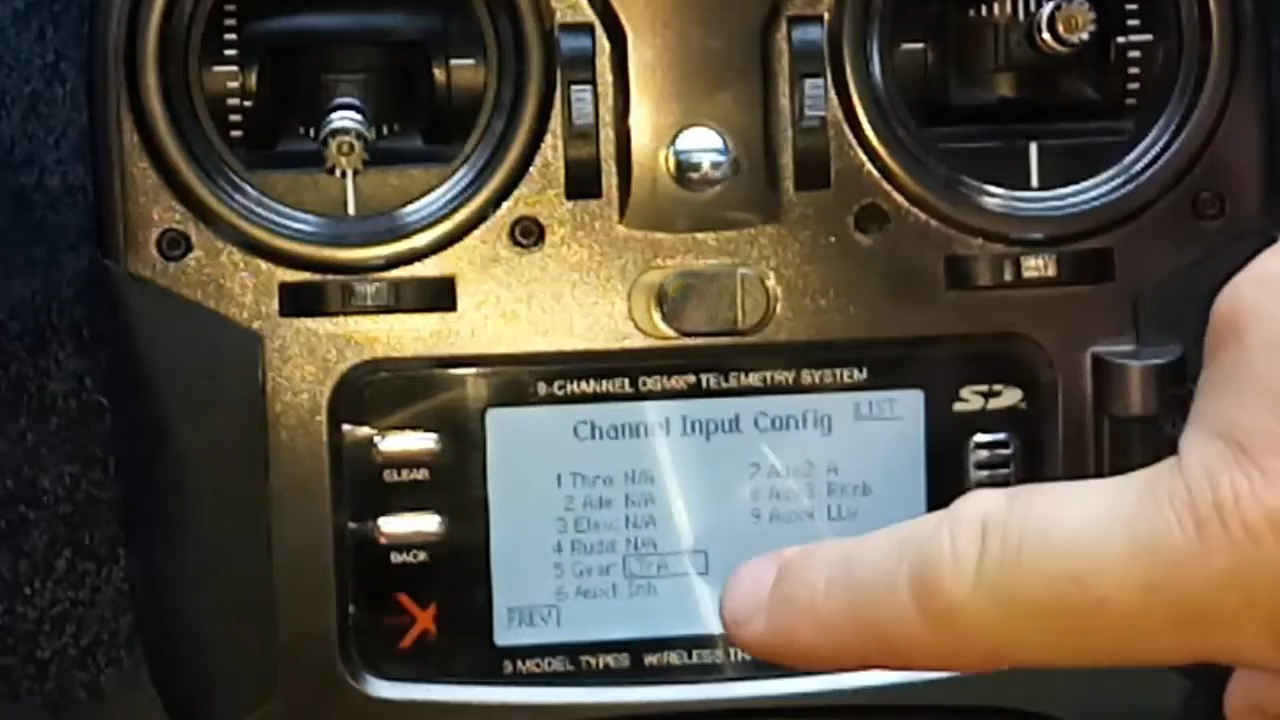 9-CHANNEL DSMX® TELEMETRY SYSTEM
LIST
Channel Input Config
1 Thro N/A
2 Aile N/A
3 Elev N/A
4 Rudd N/A
5 Gear
6 Aux1 Inh
7 Aux2 A
8 Aux3 RKnb
9 Aux4
PREV
CLEAR
BACK
SD
9 MODEL TYPES WIRELESS